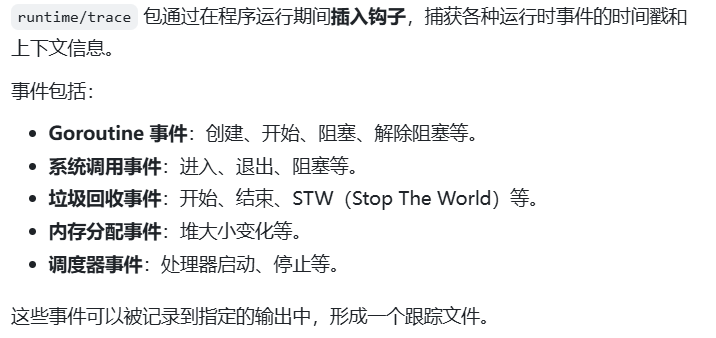 runtime/trace 包通过在程序运行期间插入钩子，捕获各种运行时事件的时间戳和
上下文信息。
事件包括：
• Goroutine 事件：创建、开始、阻塞、解除阻塞等。
• 系统调用事件：进入、退出、阻塞等。
• 垃圾回收事件：开始、结束、STW（Stop The World）等。
• 内存分配事件：堆大小变化等。
• 调度器事件：处理器启动、停止等。
这些事件可以被记录到指定的输出中，形成一个跟踪文件。